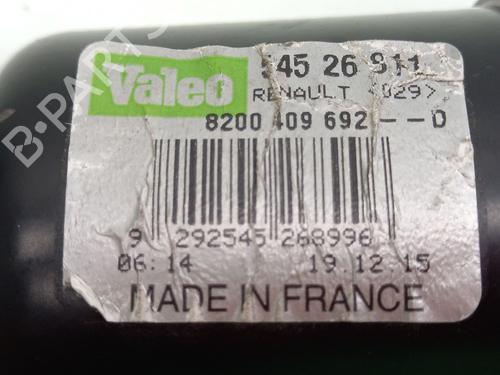 Valeo 545 26 811
RENAULT <029>
8200 409 692 -- D
9 292545 268996
06:14 19.12.15
MADE IN FRANCE
B-PARTS